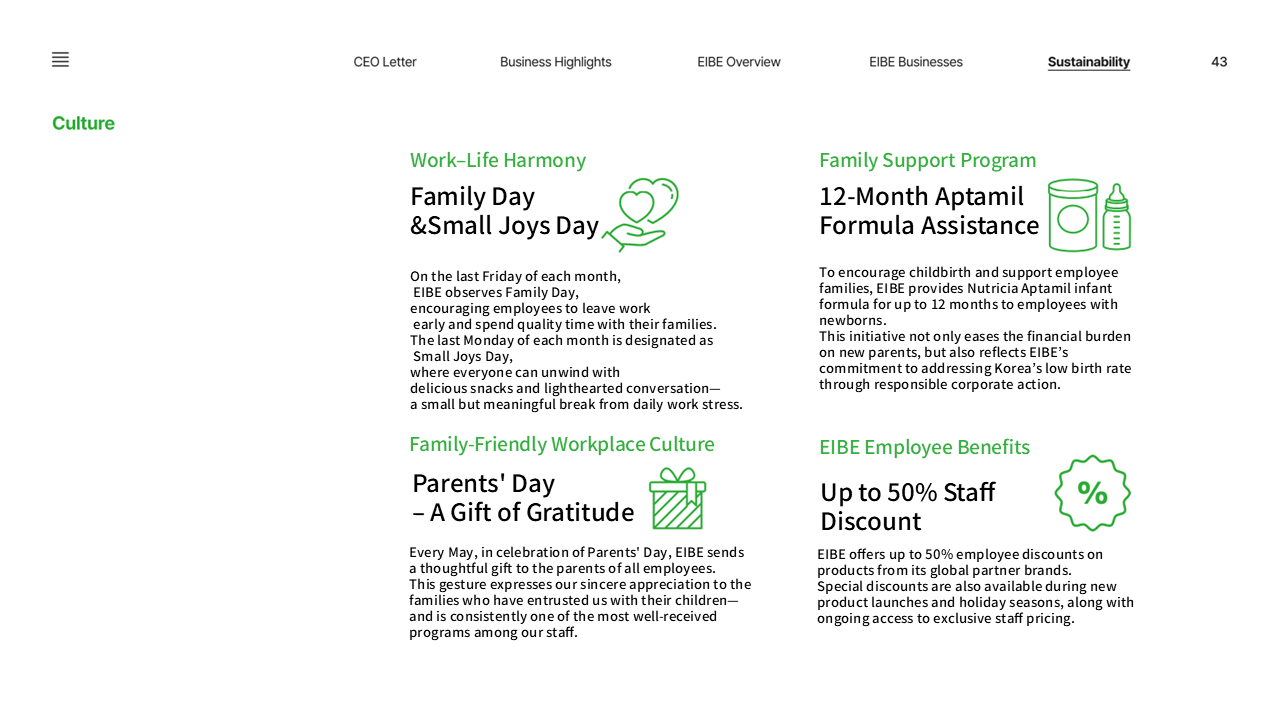 CEO Letter
Business Highlights
EIBE Overview
EIBE Businesses
Sustainability
43
Culture
Work–Life Harmony
Family Day
&Small Joys Day
On the last Friday of each month,
EIBE observes Family Day,
encouraging employees to leave work
early and spend quality time with their families.
The last Monday of each month is designated as
Small Joys Day,
where everyone can unwind with
delicious snacks and lighthearted conversation—
a small but meaningful break from daily work stress.
Family Support Program
12-Month Aptamil
Formula Assistance
To encourage childbirth and support employee
families, EIBE provides Nutricia Aptamil infant
formula for up to 12 months to employees with
newborns.
This initiative not only eases the financial burden
on new parents, but also reflects EIBE’s
commitment to addressing Korea’s low birth rate
through responsible corporate action.
Family-Friendly Workplace Culture
Parents' Day
– A Gift of Gratitude
Every May, in celebration of Parents' Day, EIBE sends
a thoughtful gift to the parents of all employees.
This gesture expresses our sincere appreciation to the
families who have entrusted us with their children—
and is consistently one of the most well-received
programs among our staff.
EIBE Employee Benefits
Up to 50% Staff
Discount
%
EIBE offers up to 50% employee discounts on
products from its global partner brands.
Special discounts are also available during new
product launches and holiday seasons, along with
ongoing access to exclusive staff pricing.